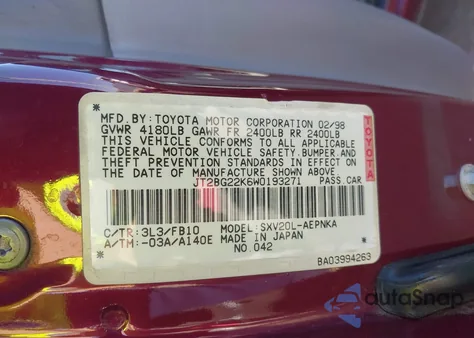 MFD. BY: TOYOTA MOTOR CORPORATION 02/98
GVWR 4180LB GAWR FR 2400LB RR 2400LB
THIS VEHICLE CONFORMS TO ALL APPLICABLE
FEDERAL MOTOR VEHICLE SAFETY. BUMPER AND
THEFT PREVENTION STANDARDS IN EFFECT ON
THE DATE OF MANUFACTURE SHOWN ABOVE.
JT2BG22K6W0193271 PASS. CAR
TOYOTA
C/TR: 3L3/FB10 MODEL: SXV20L-AEPNKA
A/TM: -03A/A140E MADE IN JAPAN
NO. 042
BA03994263
autoSnap